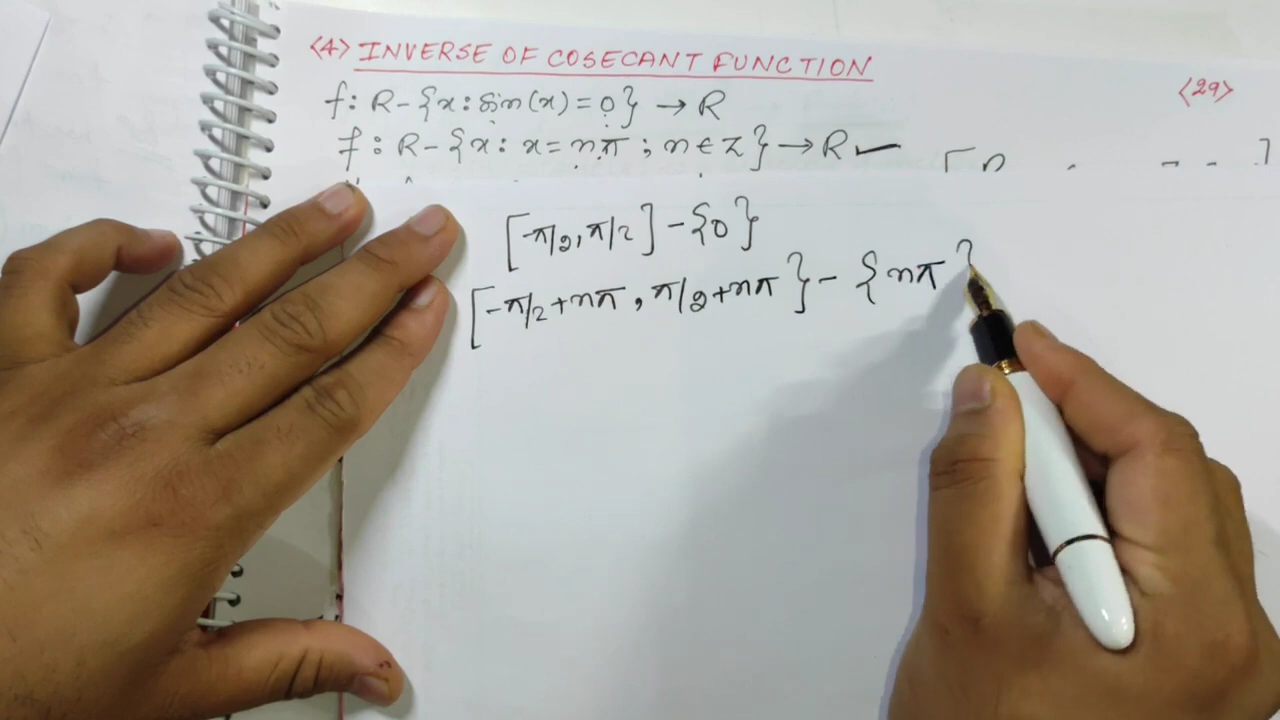 <4> INVERSE OF COSECANT FUNCTION
<29>
f: R-{x: sin(x)=0} → R
f: R-{x: x=nπ ; n∈Z} → R
[-π/2, π/2]-{0}
[-π/2+nπ, π/2+nπ}-{nπ}